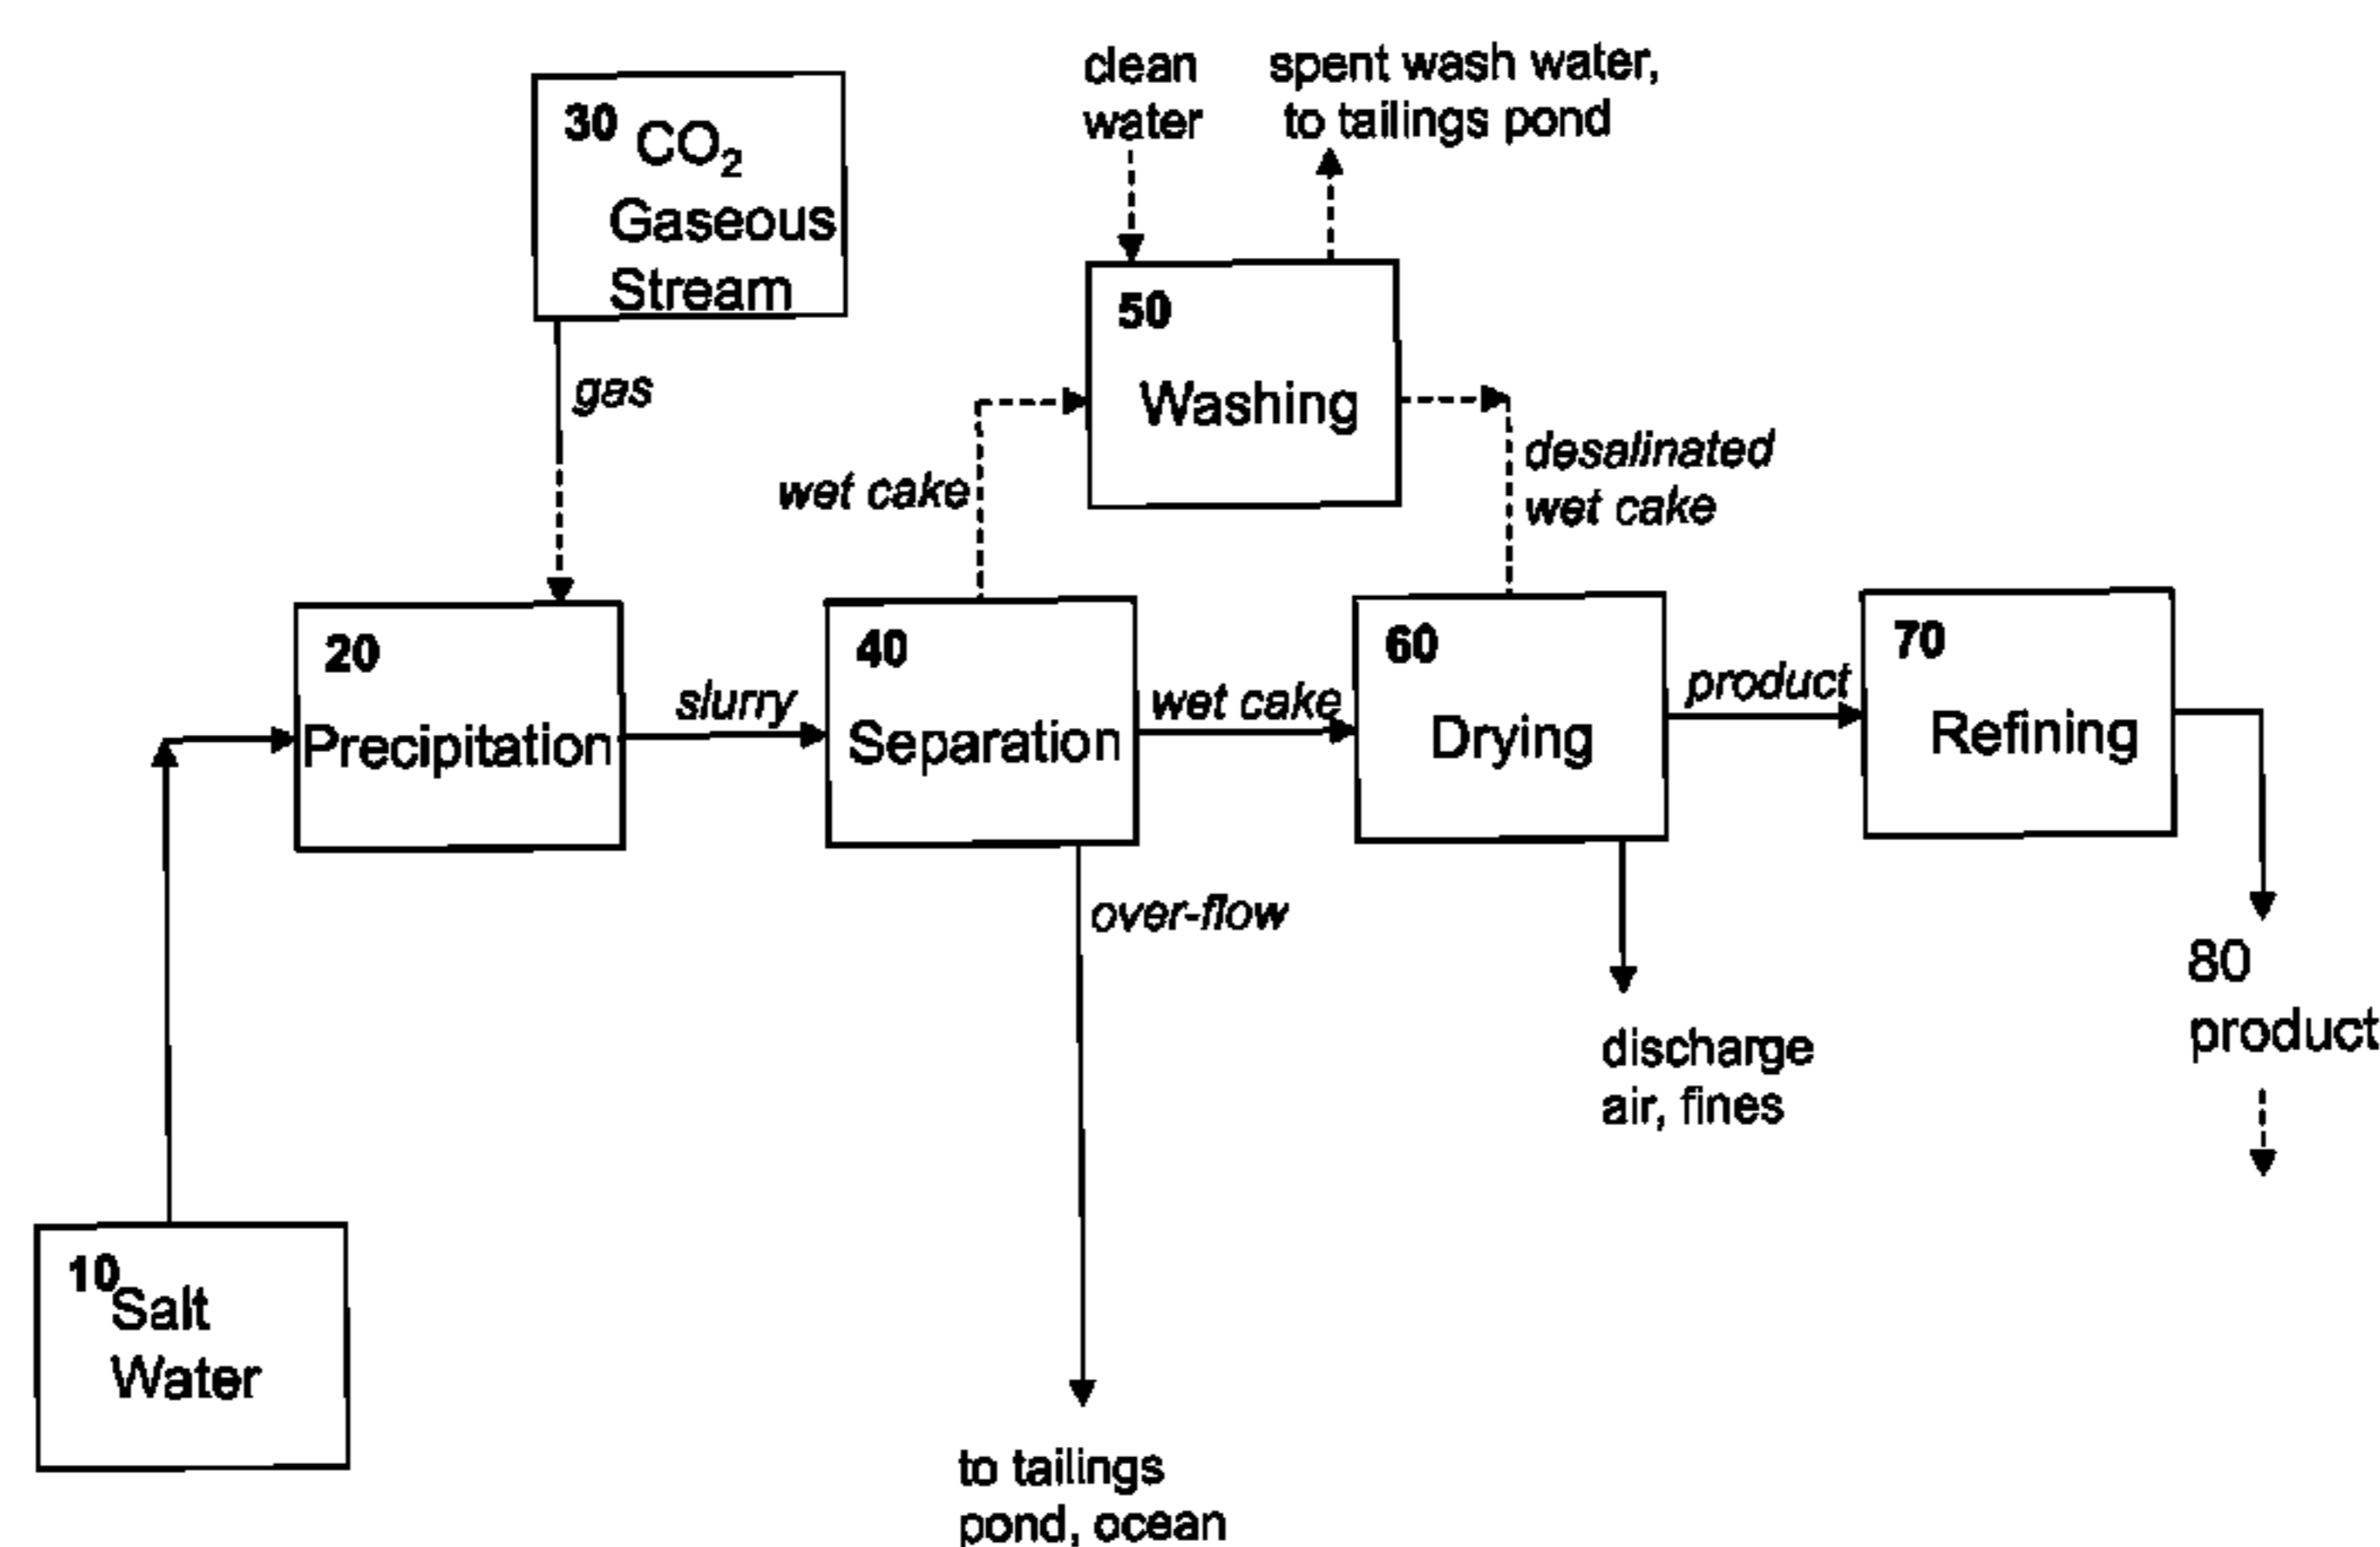 clean
water
spent wash water,
to tailings pond
30 CO₂
Gaseous
Stream
50
Washing
gas
wet cake
desalinated
wet cake
20
Precipitation
slurry
40
Separation
wet cake
60
Drying
product
70
Refining
over-flow
80
product
discharge
air, fines
10
Salt
Water
to tailings
pond, ocean